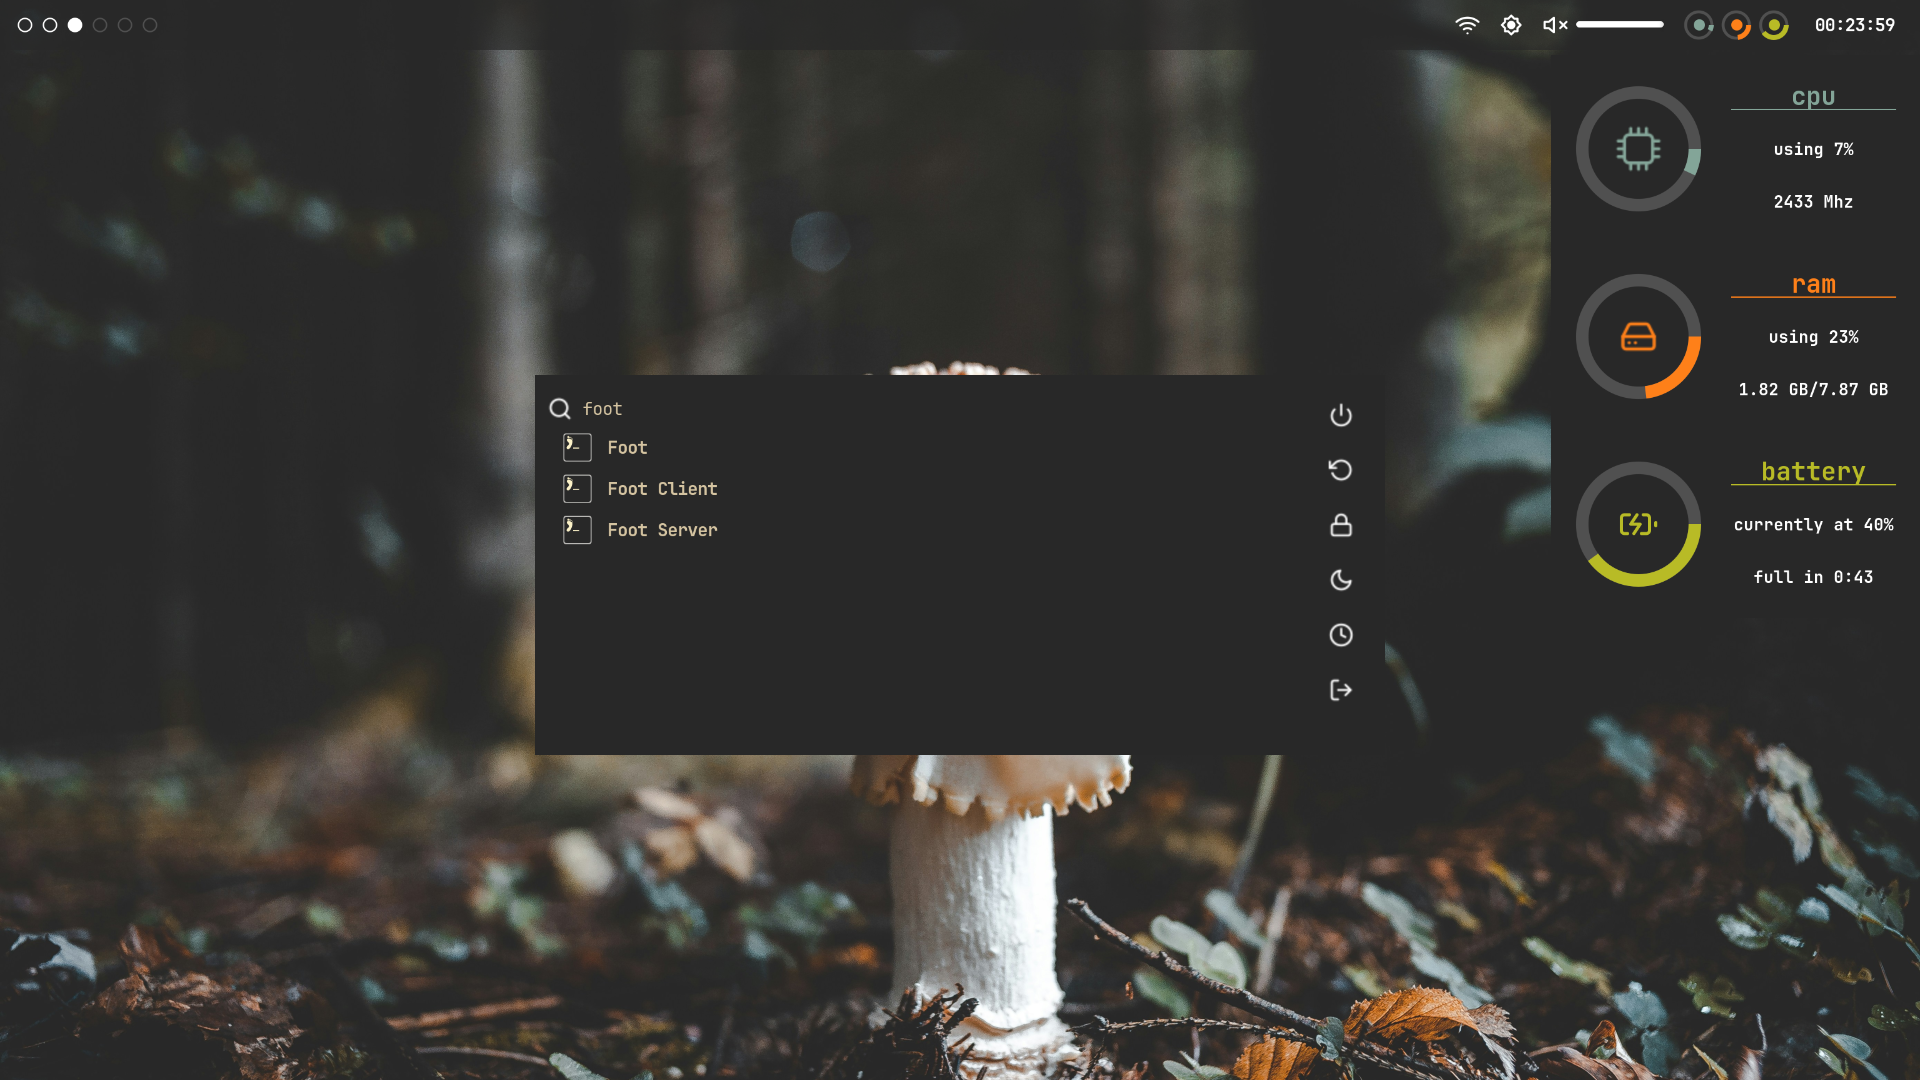 00:23:59
cpu
using 7%
2433 Mhz
ram
using 23%
1.82 GB/7.87 GB
battery
currently at 40%
full in 0:43
foot
Foot
Foot Client
Foot Server